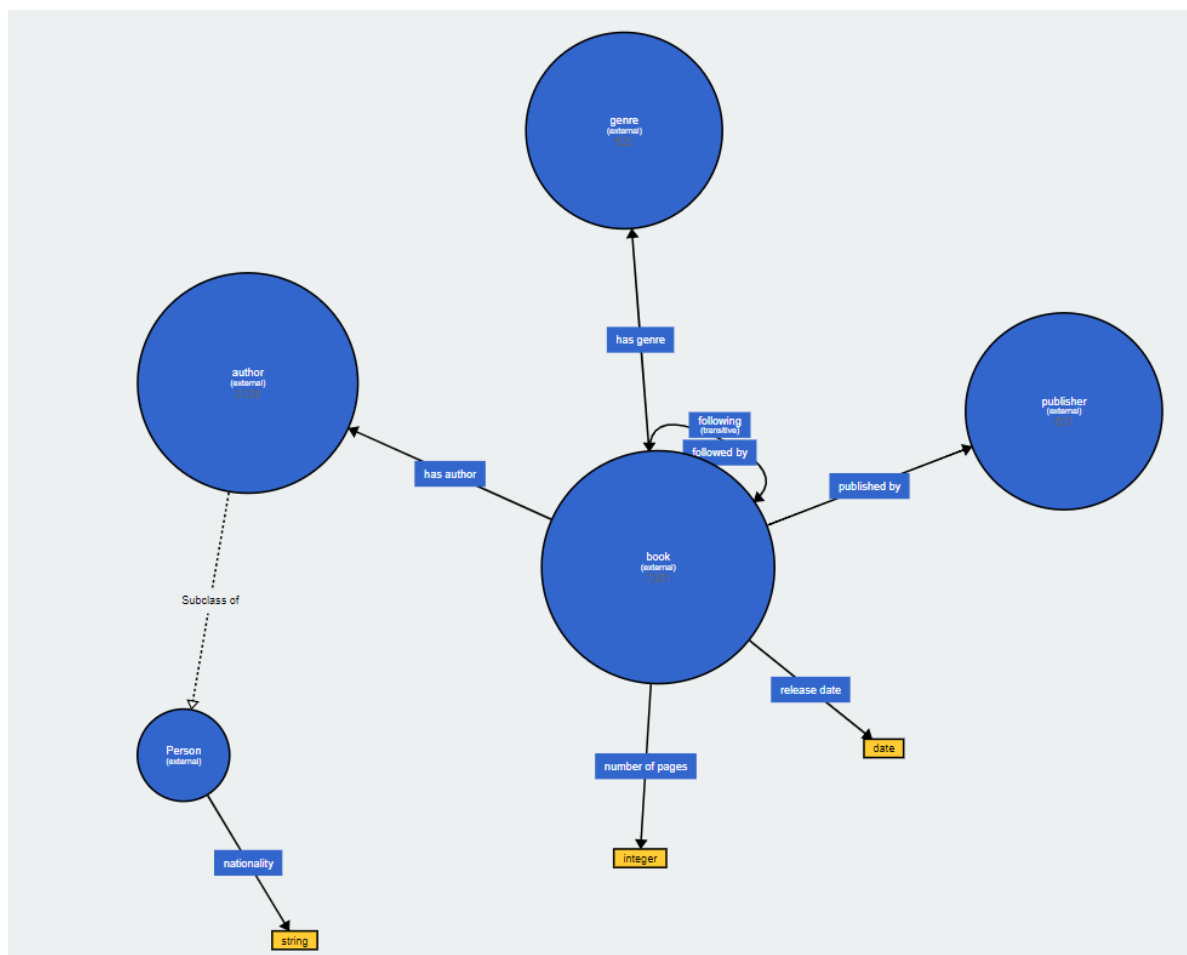 genre
(external)
author
(external)
publisher
(external)
has genre
following
(transitive)
followed by
has author
published by
book
(external)
Subclass of
release date
Person
(external)
date
number of pages
integer
nationality
string